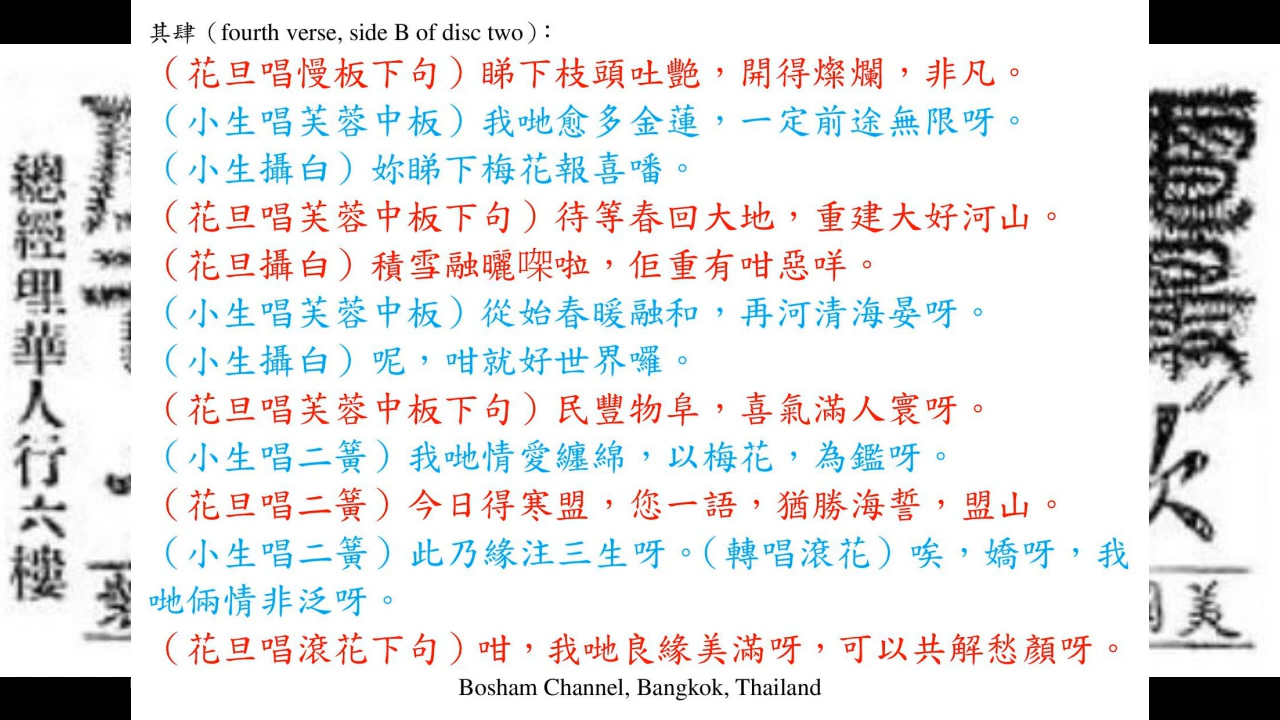 其肆（fourth verse, side B of disc two）：
（花旦唱慢板下句）睇下枝頭吐艷，開得燦爛，非凡。
（小生唱芙蓉中板）我哋愈多金蓮，一定前途無限呀。
（小生攝白）妳睇下梅花報喜噃。
（花旦唱芙蓉中板下句）待等春回大地，重建大好河山。
（花旦攝白）積雪融曬㗎啦，佢重有咁惡咩。
（小生唱芙蓉中板）從始春暖融和，再河清海晏呀。
（小生攝白）呢，咁就好世界囉。
（花旦唱芙蓉中板下句）民豐物阜，喜氣滿人寰呀。
（小生唱二簧）我哋情愛纏綿，以梅花，為鑑呀。
（花旦唱二簧）今日得寒盟，您一語，猶勝海誓，盟山。
（小生唱二簧）此乃緣注三生呀。（轉唱滾花）唉，嬌呀，我
哋倆情非泛呀。
（花旦唱滾花下句）咁，我哋良緣美滿呀，可以共解愁顏呀。
Bosham Channel, Bangkok, Thailand
總經理華人行六樓
美